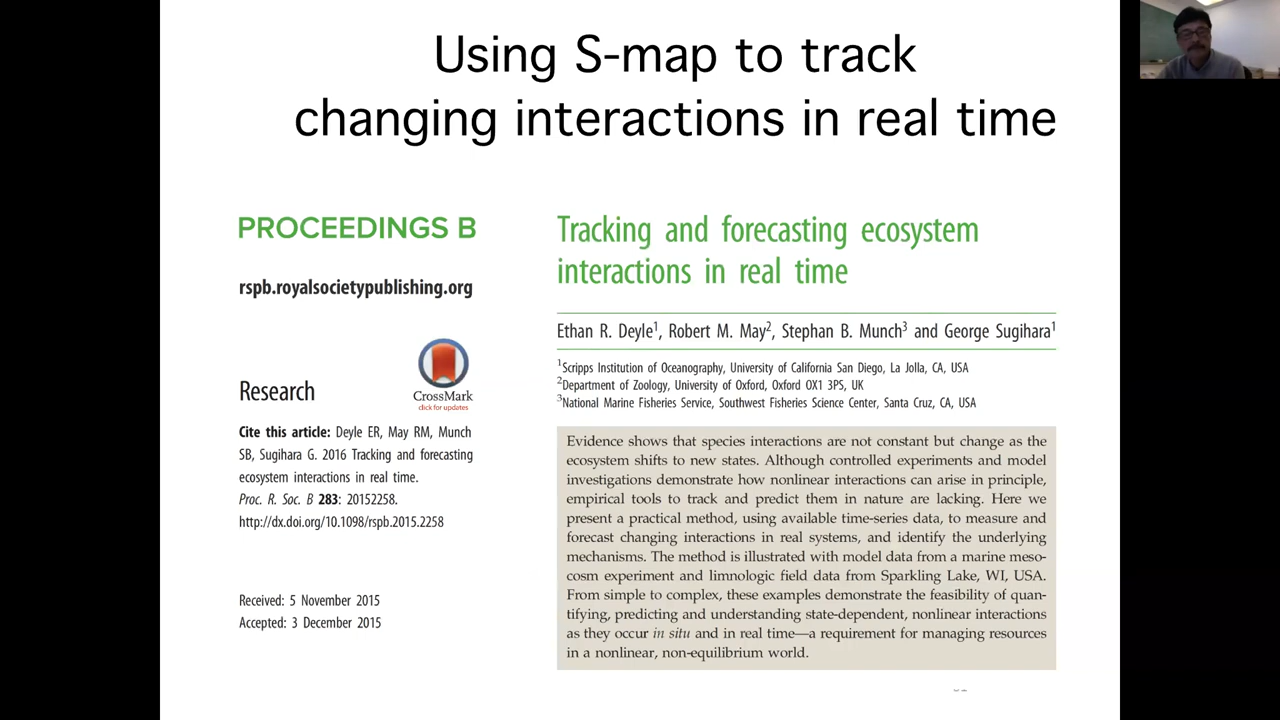 Using S-map to track
changing interactions in real time
PROCEEDINGS B
rspb.royalsocietypublishing.org
Research
CrossMark
click for updates
Cite this article: Deyle ER, May RM, Munch
SB, Sugihara G. 2016 Tracking and forecasting
ecosystem interactions in real time.
Proc. R. Soc. B 283: 20152258.
http://dx.doi.org/10.1098/rspb.2015.2258
Received: 5 November 2015
Accepted: 3 December 2015
Tracking and forecasting ecosystem
interactions in real time
Ethan R. Deyle1, Robert M. May2, Stephan B. Munch3 and George Sugihara1
1Scripps Institution of Oceanography, University of California San Diego, La Jolla, CA, USA
2Department of Zoology, University of Oxford, Oxford OX1 3PS, UK
3National Marine Fisheries Service, Southwest Fisheries Science Center, Santa Cruz, CA, USA
Evidence shows that species interactions are not constant but change as the
ecosystem shifts to new states. Although controlled experiments and model
investigations demonstrate how nonlinear interactions can arise in principle,
empirical tools to track and predict them in nature are lacking. Here we
present a practical method, using available time-series data, to measure and
forecast changing interactions in real systems, and identify the underlying
mechanisms. The method is illustrated with model data from a marine meso-
cosm experiment and limnologic field data from Sparkling Lake, WI, USA.
From simple to complex, these examples demonstrate the feasibility of quan-
tifying, predicting and understanding state-dependent, nonlinear interactions
as they occur in situ and in real time—a requirement for managing resources
in a nonlinear, non-equilibrium world.